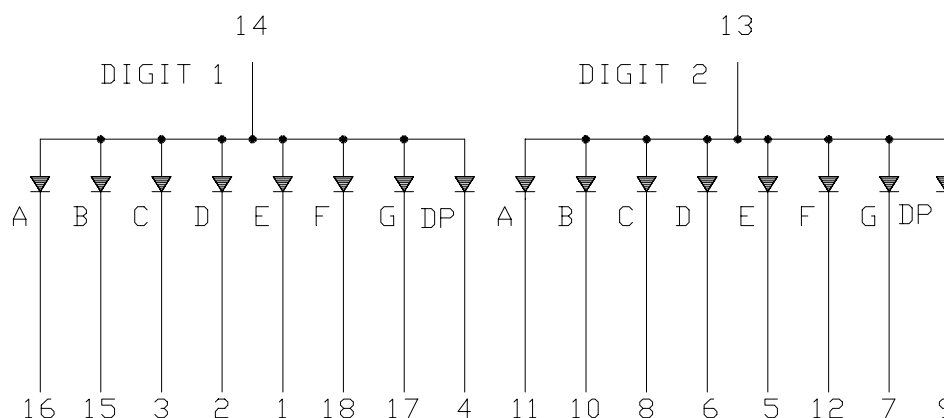 14 13
DIGIT 1 DIGIT 2
A B C D E F G DP A B C D E F G DP
16 15 3 2 1 18 17 4 11 10 8 6 5 12 7 9